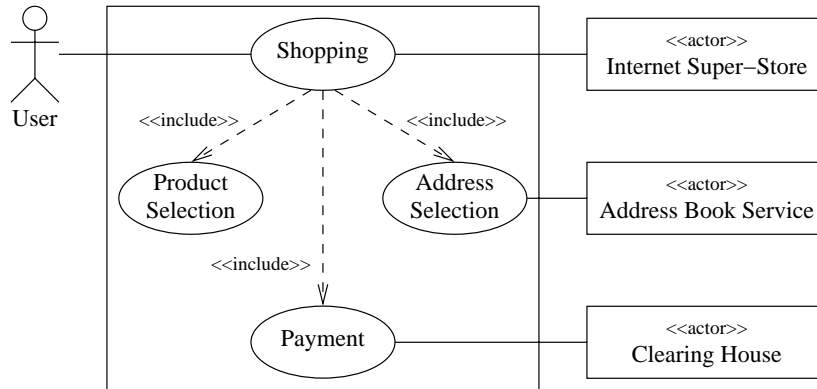 Shopping
<<actor>>
Internet Super–Store
User
<<include>>
<<include>>
Product
Selection
Address
Selection
<<actor>>
Address Book Service
<<include>>
Payment
<<actor>>
Clearing House